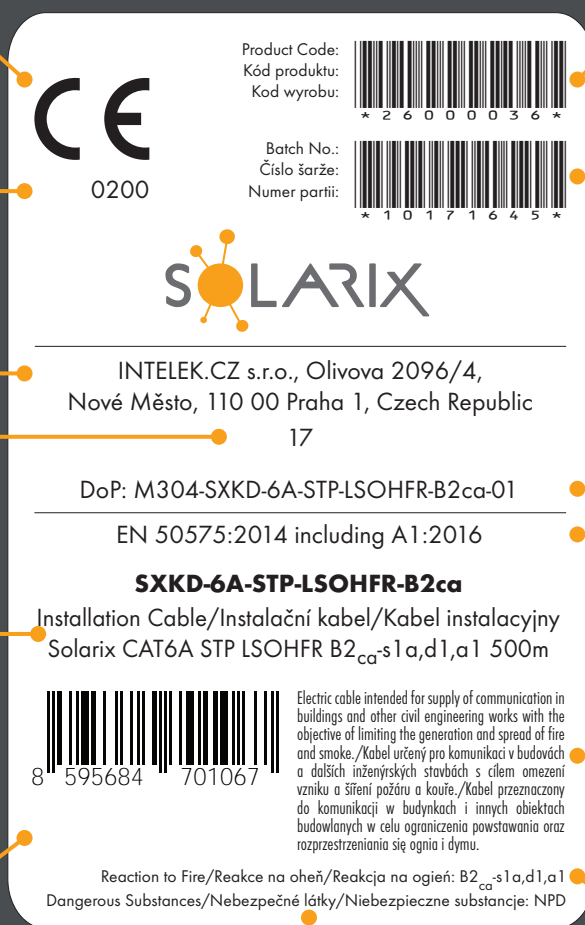 Product Code:
Kód produktu:
Kod wyrobu:
*26000036*
CE
0200
Batch No.:
Číslo šarže:
Numer partii:
*10171645*
SOLARIX
INTELEK.CZ s.r.o., Olivova 2096/4,
Nové Město, 110 00 Praha 1, Czech Republic
17
DoP: M304-SXKD-6A-STP-LSOHFR-B2ca-01
EN 50575:2014 including A1:2016
SXKD-6A-STP-LSOHFR-B2ca
Installation Cable/Instalační kabel/Kabel instalacyjny
Solarix CAT6A STP LSOHFR B2ca-s1a,d1,a1 500m
8 595684 701067
Electric cable intended for supply of communication in
buildings and other civil engineering works with the
objective of limiting the generation and spread of fire
and smoke./Kabel určený pro komunikaci v budovách
a dalších inženýrských stavbách s cílem omezení
vzniku a šíření požáru a kouře./Kabel przeznaczony
do komunikacji w budynkach i innych obiektach
budowlanych w celu ograniczenia powstawania oraz
rozprzestrzeniania się ognia i dymu.
Reaction to Fire/Reakce na oheň/Reakcja na ogień: B2ca-s1a,d1,a1
Dangerous Substances/Nebezpečné látky/Niebezpieczne substancje: NPD